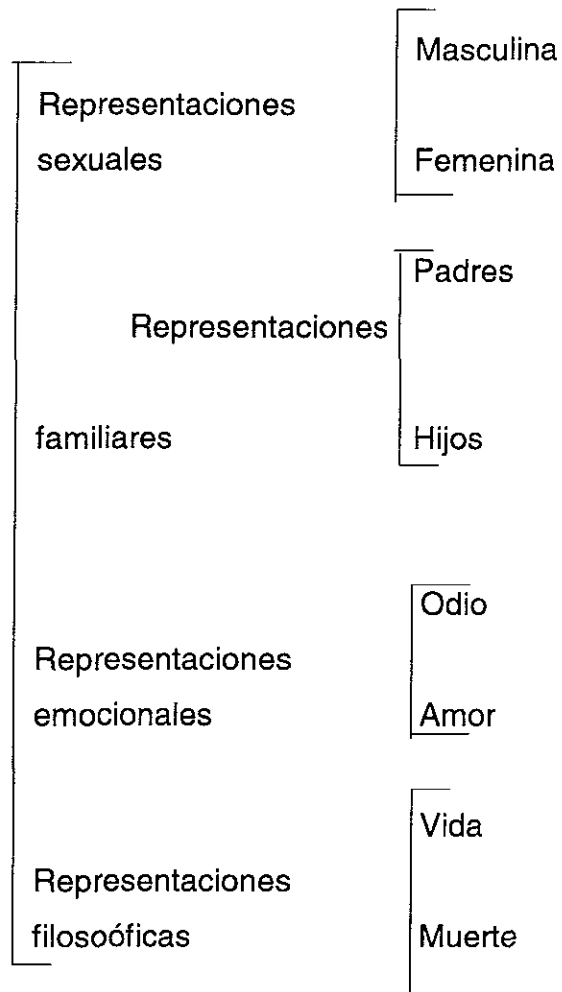 Masculina
Representaciones
sexuales
Femenina
Padres
Representaciones
familiares
Hijos
Odio
Representaciones
emocionales
Amor
Vida
Representaciones
filosoóficas
Muerte